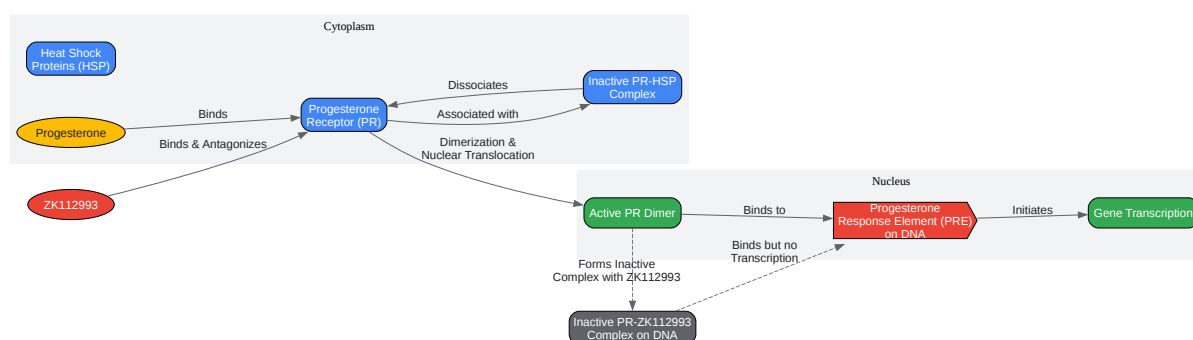 Cytoplasm
Heat Shock
Proteins (HSP)
Inactive PR-HSP
Complex
Dissociates
Associated with
Progesterone
Receptor (PR)
Binds
Progesterone
Binds & Antagonizes
Dimerization &
Nuclear Translocation
ZK112993
Nucleus
Active PR Dimer
Binds to
Progesterone
Response Element (PRE)
on DNA
Initiates
Gene Transcription
Binds but no
Transcription
Forms Inactive
Complex with ZK112993
Inactive PR-ZK112993
Complex on DNA